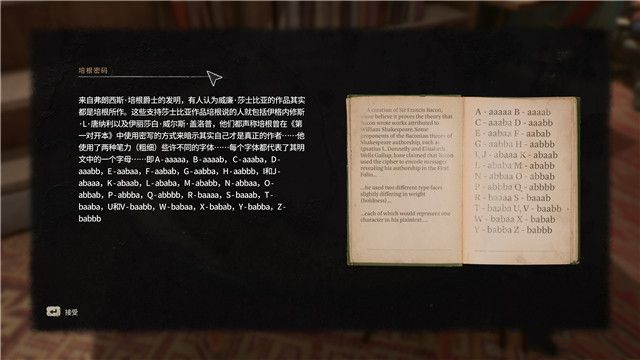 培根密码
来自弗朗西斯·培根爵士的发明，有人认为威廉·莎士比亚的作品其实
都是培根所作。这些支持莎士比亚作品培根说的人就包括伊格内修斯
·L·唐纳利以及伊丽莎白·威尔斯·盖洛普，他们都声称培根曾在《第
一对开本》中使用密写的方式来暗示其实自己才是真正的作者……他
使用了两种笔力（粗细）些许不同的字体……每个字体都代表了其明
文中的一个字母……即A-aaaaa，B-aaaab，C-aaaba，D-
aaabb，E-aabaa，F-aabab，G-aabba，H-aabbb，I和J-
abaaa，K-abaab，L-ababa，M-ababb，N-abbaa，O-
abbab，P-abbba，Q-abbbb，R-baaaa，S-baaab，T-
baaba，U和V-baabb，W-babaa，X-babab，Y-babba，Z-
babbb
A creation of Sir Francis Bacon,
some believe it proves the theory that
Bacon wrote works attributed to
William Shakespeare. Some
proponents of the Baconian theory of
Shakespeare authorship, such as
Ignatius L. Donnelly and Elizabeth
Wells Gallup, have claimed that Bacon
used the cipher to encode messages
revealing his authorship in the First
Folio...
...he used two different type faces
slightly differing in weight
(boldness)...
...each of which would represent one
character in his plaintext...
A - aaaaa B - aaaab
C - aaaba D - aaabb
E - aabaa F - aabab
G - aabba H - aabbb
I, J - abaaa K - abaab
L - ababa M - ababb
N - abbaa O - abbab
P - abbba Q - abbbb
R - baaaa S - baaab
T - baaba U, V - baabb
W - babaa X - babab
Y - babba Z - babbb
接受